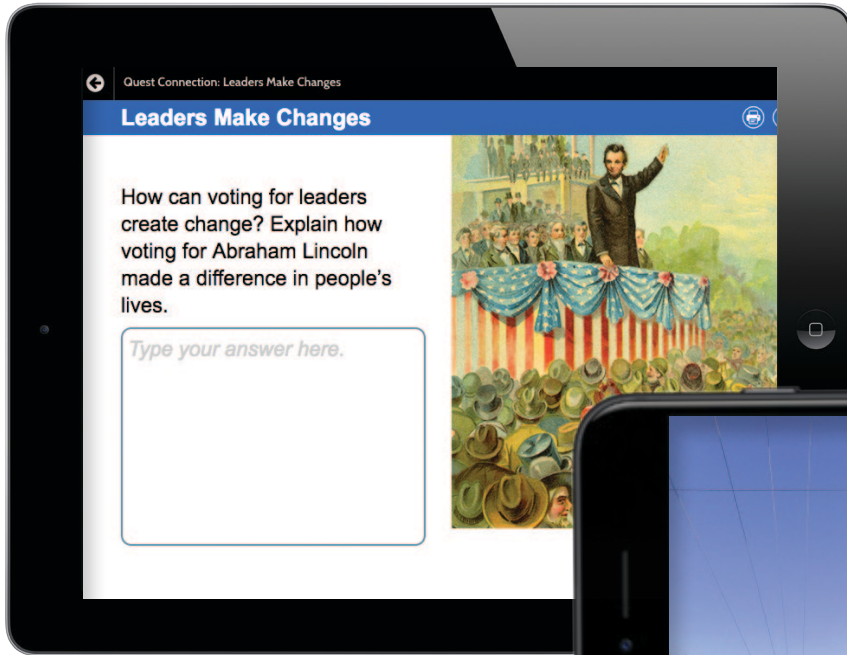 Quest Connection: Leaders Make Changes
Leaders Make Changes
How can voting for leaders
create change? Explain how
voting for Abraham Lincoln
made a difference in people's
lives.
Type your answer here.